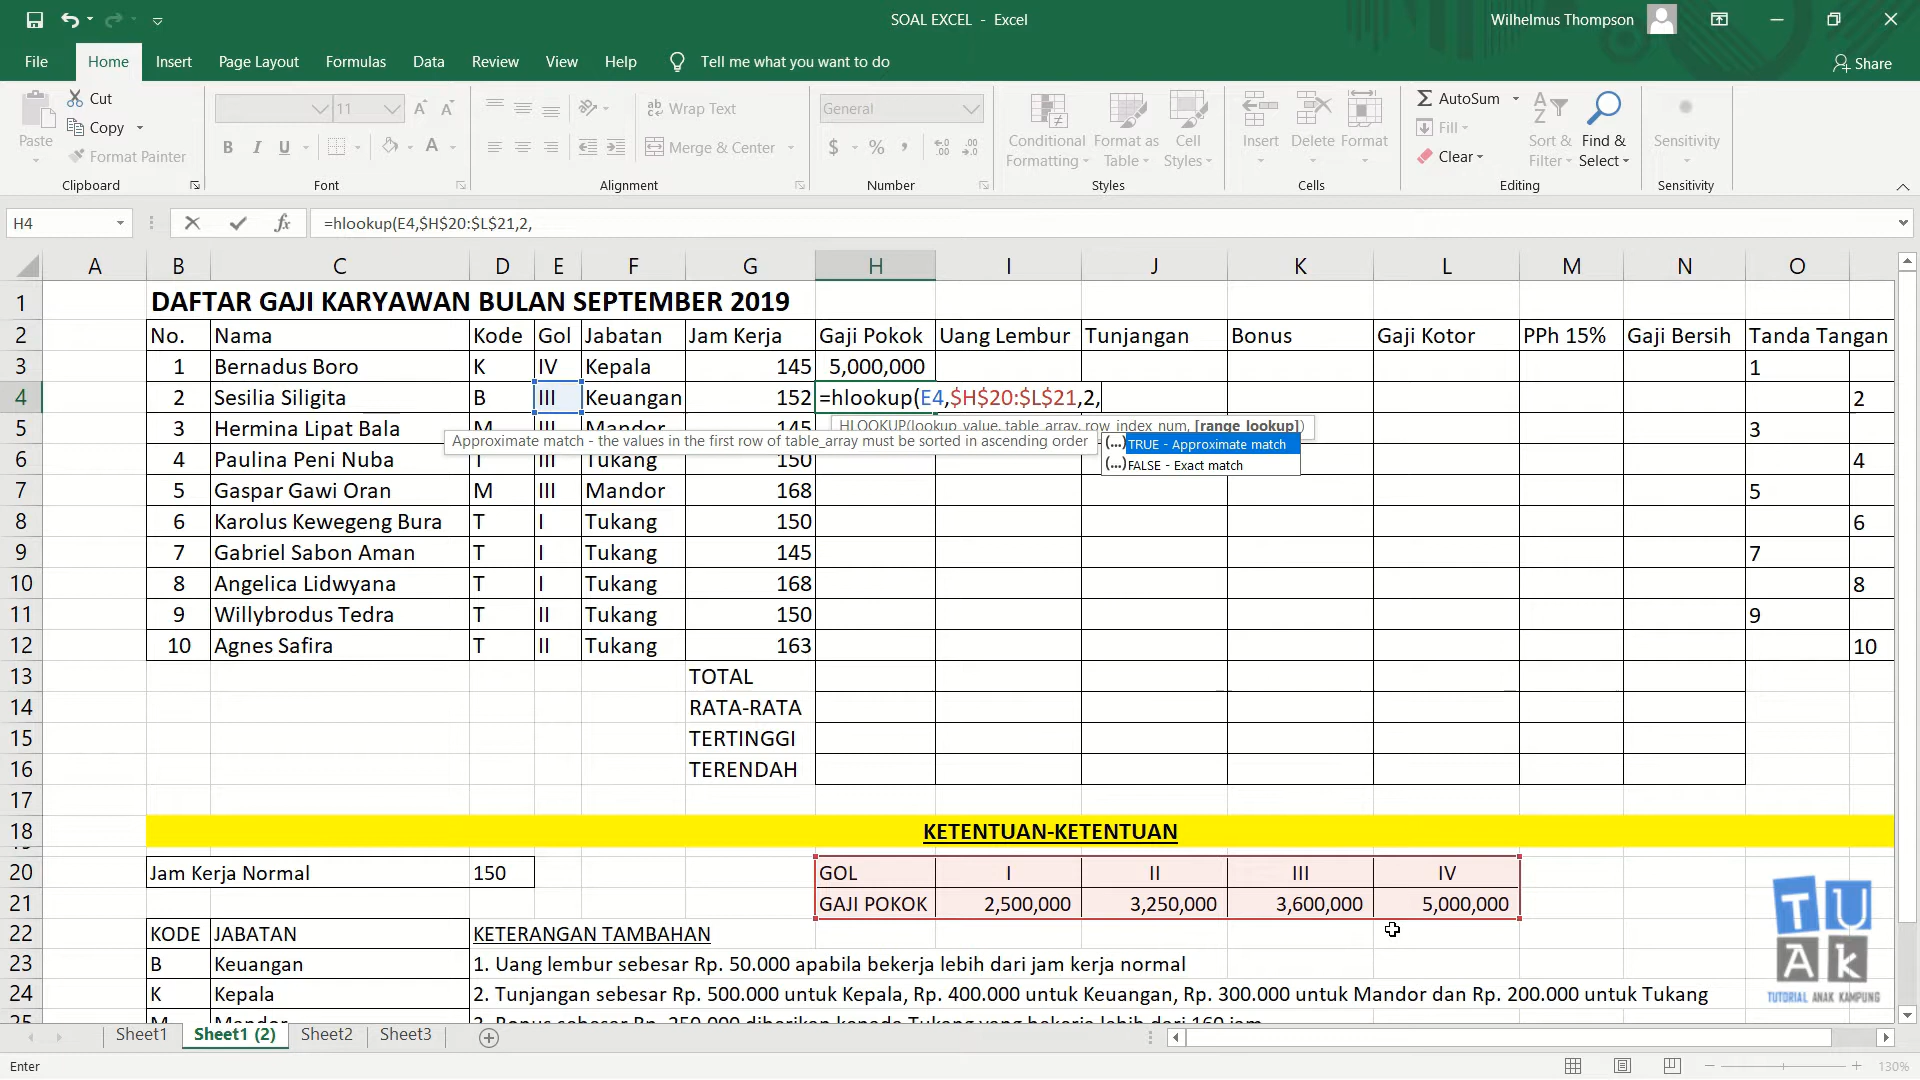 SOAL EXCEL - Excel
Wilhelmus Thompson
File Home Insert Page Layout Formulas Data Review View Help Tell me what you want to do Share
Cut
Copy
Format Painter
Paste
11
B I U A
Wrap Text
Merge & Center
General
$ % ,
Conditional Formatting
Format as Table
Cell Styles
Insert Delete Format
AutoSum
Fill
Clear
Sort & Filter
Find & Select
Sensitivity
Clipboard Font Alignment Number Styles Cells Editing Sensitivity
H4 fx =hlookup(E4,$H$20:$L$21,2,
A B C D E F G H I J K L M N O
1 DAFTAR GAJI KARYAWAN BULAN SEPTEMBER 2019
2 No. Nama Kode Gol Jabatan Jam Kerja Gaji Pokok Uang Lembur Tunjangan Bonus Gaji Kotor PPh 15% Gaji Bersih Tanda Tangan
3 1 Bernadus Boro K IV Kepala 145 5,000,000 1
4 2 Sesilia Siligita B III Keuangan 152 =hlookup(E4,$H$20:$L$21,2, 2
HLOOKUP(lookup_value, table_array, row_index_num, [range_lookup])
5 3 Hermina Lipat Bala M III Mandor 145 3
Approximate match - the values in the first row of table_array must be sorted in ascending order
(...) TRUE - Approximate match
(...) FALSE - Exact match
6 4 Paulina Peni Nuba T III Tukang 150 4
7 5 Gaspar Gawi Oran M III Mandor 168 5
8 6 Karolus Kewegeng Bura T I Tukang 150 6
9 7 Gabriel Sabon Aman T I Tukang 145 7
10 8 Angelica Lidwyana T I Tukang 168 8
11 9 Willybrodus Tedra T II Tukang 150 9
12 10 Agnes Safira T II Tukang 163 10
13 TOTAL
14 RATA-RATA
15 TERTINGGI
16 TERENDAH
17
18 KETENTUAN-KETENTUAN
20 Jam Kerja Normal 150 GOL I II III IV
21 GAJI POKOK 2,500,000 3,250,000 3,600,000 5,000,000
22 KODE JABATAN KETERANGAN TAMBAHAN
23 B Keuangan 1. Uang lembur sebesar Rp. 50.000 apabila bekerja lebih dari jam kerja normal
24 K Kepala 2. Tunjangan sebesar Rp. 500.000 untuk Kepala, Rp. 400.000 untuk Keuangan, Rp. 300.000 untuk Mandor dan Rp. 200.000 untuk Tukang
25 M Mandor 3. Bonus sebesar Rp. 250.000 diberikan kepada Tukang yang bekerja lebih dari 160 jam
TUAk
TUTORIAL ANAK KAMPUNG
Sheet1 Sheet1 (2) Sheet2 Sheet3
Enter 130%